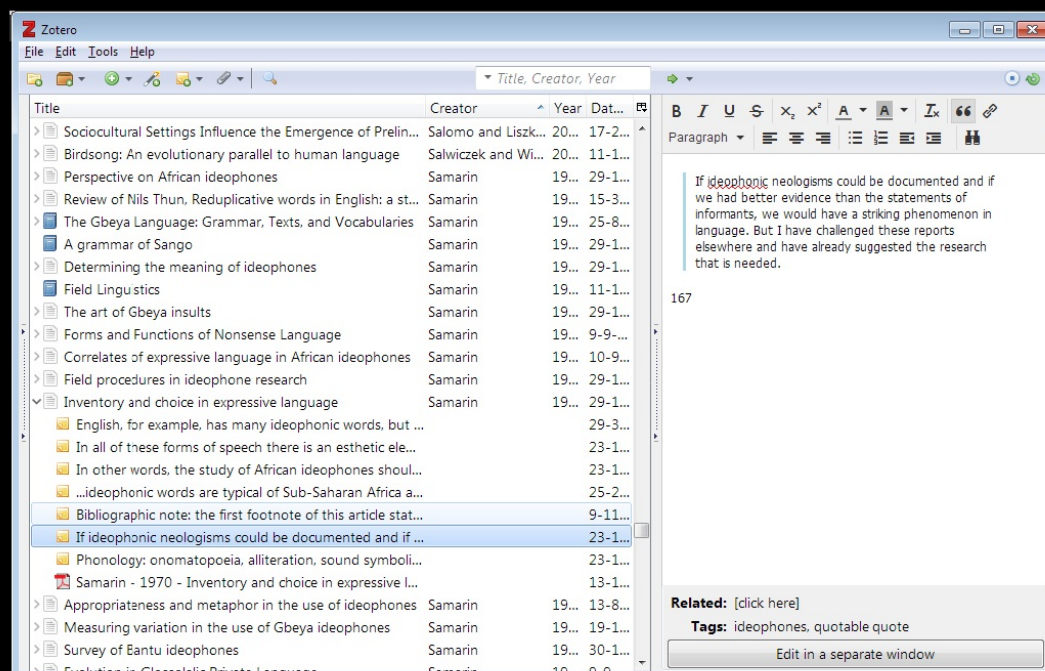 Zotero
File Edit Tools Help
Title, Creator, Year
Title Creator Year Dat...
Sociocultural Settings Influence the Emergence of Prelin... Salomo and Liszk... 20... 17-2...
Birdsong: An evolutionary parallel to human language Salwiczek and Wi... 20... 11-1...
Perspective on African ideophones Samarin 19... 29-1...
Review of Nils Thun, Reduplicative words in English: a st... Samarin 19... 15-3...
The Gbeya Language: Grammar, Texts, and Vocabularies Samarin 19... 25-8...
A grammar of Sango Samarin 19... 29-1...
Determining the meaning of ideophones Samarin 19... 29-1...
Field Linguistics Samarin 19... 11-1...
The art of Gbeya insults Samarin 19... 29-1...
Forms and Functions of Nonsense Language Samarin 19... 9-9-...
Correlates of expressive language in African ideophones Samarin 19... 10-9...
Field procedures in ideophone research Samarin 19... 29-1...
Inventory and choice in expressive language Samarin 19... 29-1...
English, for example, has many ideophonic words, but ... 29-3...
In all of these forms of speech there is an esthetic ele... 23-1...
In other words, the study of African ideophones shoul... 23-1...
...ideophonic words are typical of Sub-Saharan Africa a... 25-2...
Bibliographic note: the first footnote of this article stat... 9-11...
If ideophonic neologisms could be documented and if ... 23-1...
Phonology: onomatopoeia, alliteration, sound symboli... 23-1...
Samarin - 1970 - Inventory and choice in expressive l... 13-1...
Appropriateness and metaphor in the use of ideophones Samarin 19... 13-8...
Measuring variation in the use of Gbeya ideophones Samarin 19... 19-1...
Survey of Bantu ideophones Samarin 19... 30-1...
Paragraph
If ideophonic neologisms could be documented and if
we had better evidence than the statements of
informants, we would have a striking phenomenon in
language. But I have challenged these reports
elsewhere and have already suggested the research
that is needed.
167
Related: [click here]
Tags: ideophones, quotable quote
Edit in a separate window